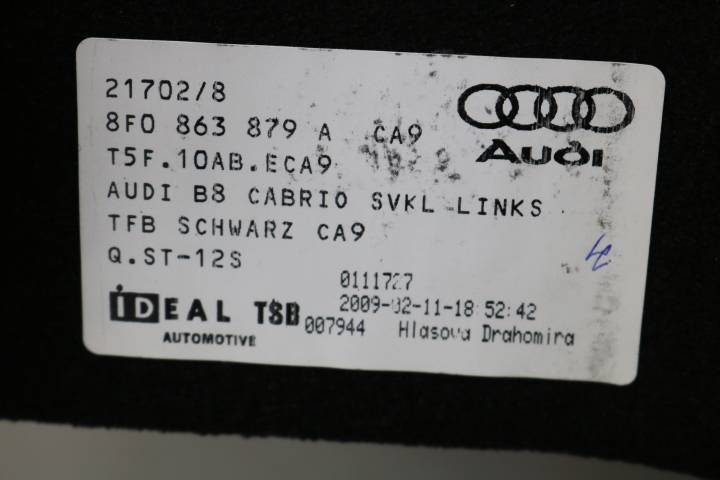 21702/8
8F0 863 879 A CA9
T5F.10AB.ECA9
AUDI B8 CABRIO SVKL LINKS
TFB SCHWARZ CA9
Q.ST-12S
Audi
0111727
2009-02-11-18:52:42
007944 Hlasova Drahomira
iDEAL TSB
AUTOMOTIVE